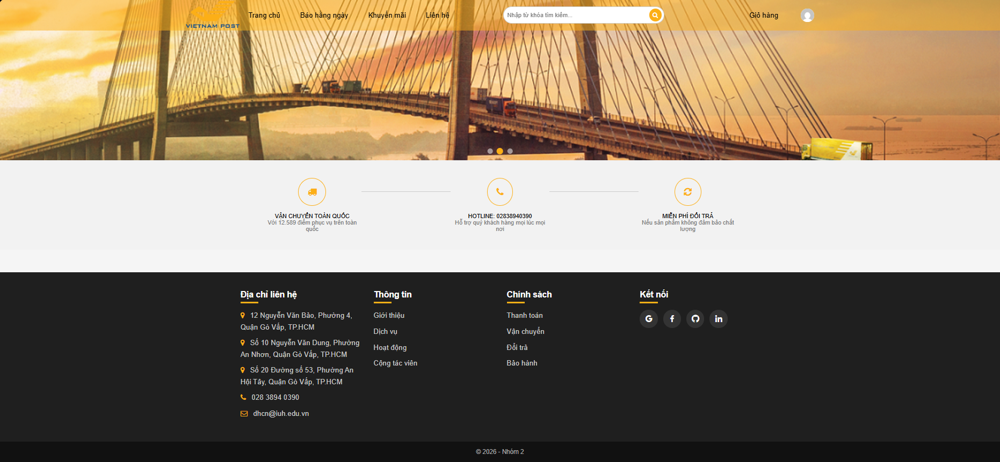 VIETNAM POST
Trang chủ
Báo hằng ngày
Khuyến mãi
Liên hệ
Nhập từ khóa tìm kiếm...
Giỏ hàng
VẬN CHUYỂN TOÀN QUỐC
Với 12.589 điểm phục vụ trên toàn
quốc
HOTLINE: 02838940390
Hỗ trợ quý khách hàng mọi lúc mọi
nơi
MIỄN PHÍ ĐỔI TRẢ
Nếu sản phẩm không đảm bảo chất
lượng
Địa chỉ liên hệ
12 Nguyễn Văn Bảo, Phường 4,
Quận Gò Vấp, TP.HCM
Số 10 Nguyễn Văn Dung, Phường
An Nhơn, Quận Gò Vấp, TP.HCM
Số 20 Đường số 53, Phường An
Hội Tây, Quận Gò Vấp, TP.HCM
028 3894 0390
dhcn@iuh.edu.vn
Thông tin
Giới thiệu
Dịch vụ
Hoạt động
Cộng tác viên
Chính sách
Thanh toán
Vận chuyển
Đổi trả
Bảo hành
Kết nối
© 2026 - Nhóm 2